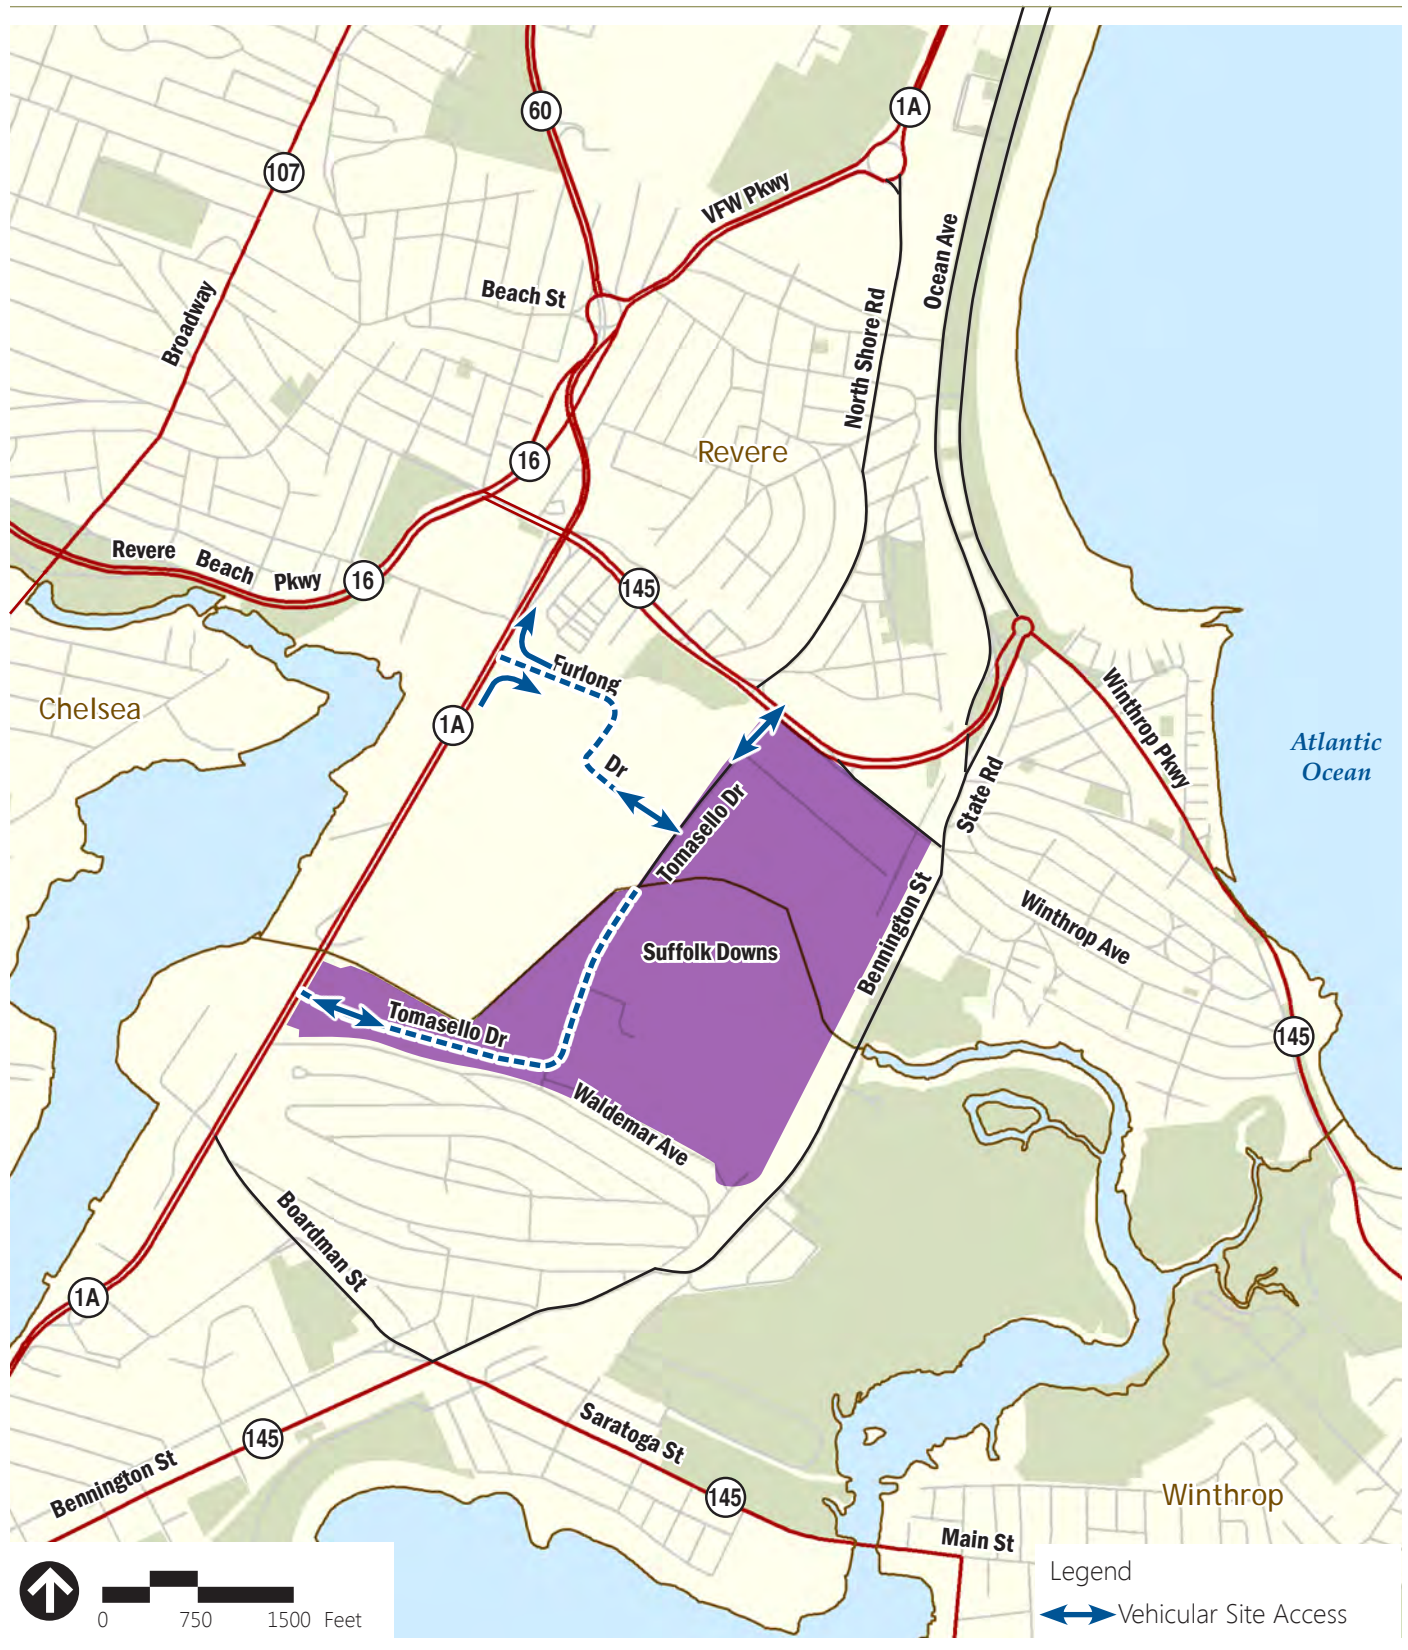 60
1A
107
VFW Pkwy
Ocean Ave
Beach St
Broadway
North Shore Rd
Revere
16
Revere Beach Pkwy
16
145
Furlong
Dr
Chelsea
1A
Winthrop Pkwy
Atlantic
Ocean
Tomasello Dr
State Rd
Bennington St
Winthrop Ave
Suffolk Downs
Tomasello Dr
145
Waldemar Ave
Boardman St
1A
145
Saratoga St
Bennington St
145
Winthrop
Main St
Legend
Vehicular Site Access
0 750 1500 Feet